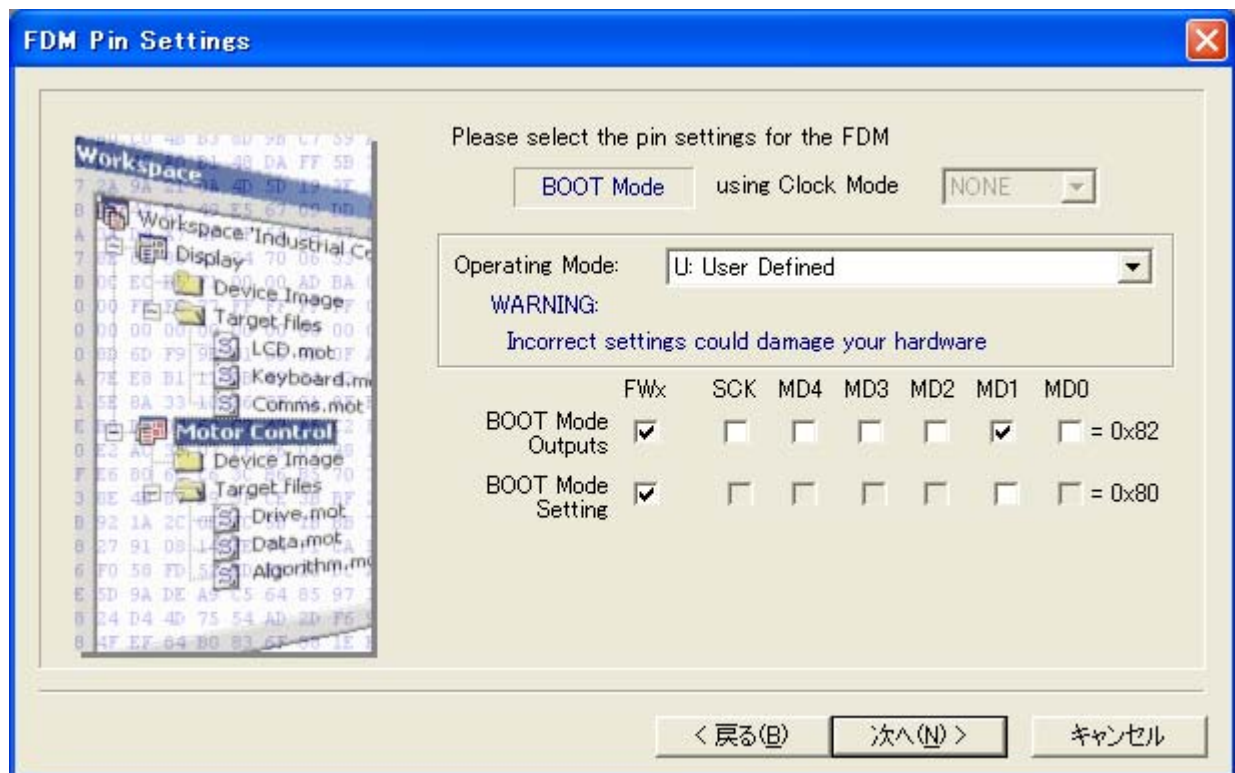 FDM Pin Settings
Please select the pin settings for the FDM
BOOT Mode using Clock Mode NONE
Operating Mode: U: User Defined
WARNING:
Incorrect settings could damage your hardware
FWx SCK MD4 MD3 MD2 MD1 MD0
BOOT Mode Outputs = 0x82
BOOT Mode Setting = 0x80
Workspace
Workspace 'Industrial Co
Display
Device Image
Target files
LCD.mot
Keyboard.mo
Comms.mot
Motor Control
Device Image
Target files
Drive.mot
Data.mot
Algorithm.mo
< 戻る(B)
次へ(N) >
キャンセル